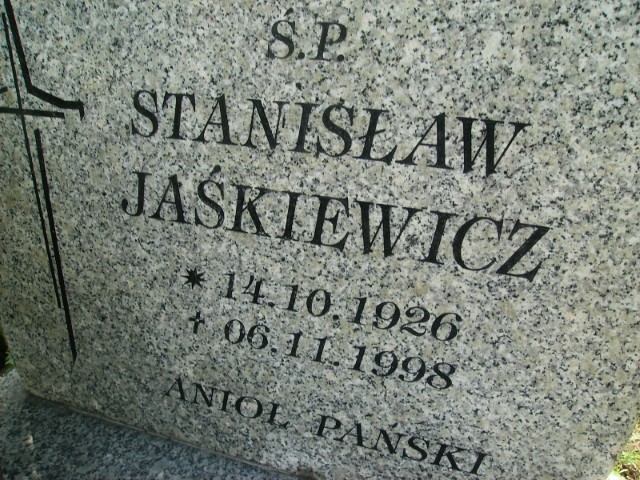 Ś.P.
STANISŁAW
JAŚKIEWICZ
* 14.10.1926
† 06.11.1998
ANIOŁ PAŃSKI